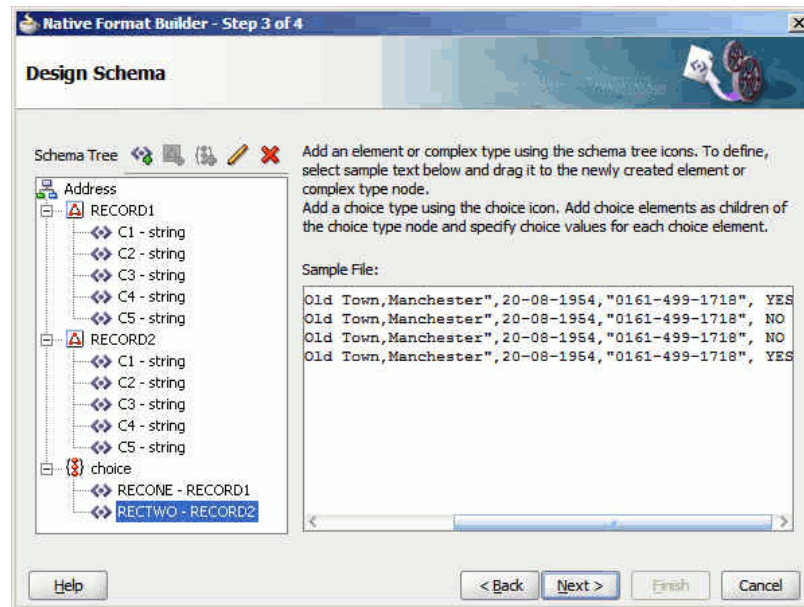 Native Format Builder - Step 3 of 4
Design Schema
Schema Tree
Address
RECORD1
C1 - string
C2 - string
C3 - string
C4 - string
C5 - string
RECORD2
C1 - string
C2 - string
C3 - string
C4 - string
C5 - string
choice
RECONE - RECORD1
RECTWO - RECORD2
Add an element or complex type using the schema tree icons. To define,
select sample text below and drag it to the newly created element or
complex type node.
Add a choice type using the choice icon. Add choice elements as children of
the choice type node and specify choice values for each choice element.
Sample File:
Old Town,Manchester",20-08-1954,"0161-499-1718", YES
Old Town,Manchester",20-08-1954,"0161-499-1718", NO
Old Town,Manchester",20-08-1954,"0161-499-1718", NO
Old Town,Manchester",20-08-1954,"0161-499-1718", YES
Help
< Back
Next >
Finish
Cancel